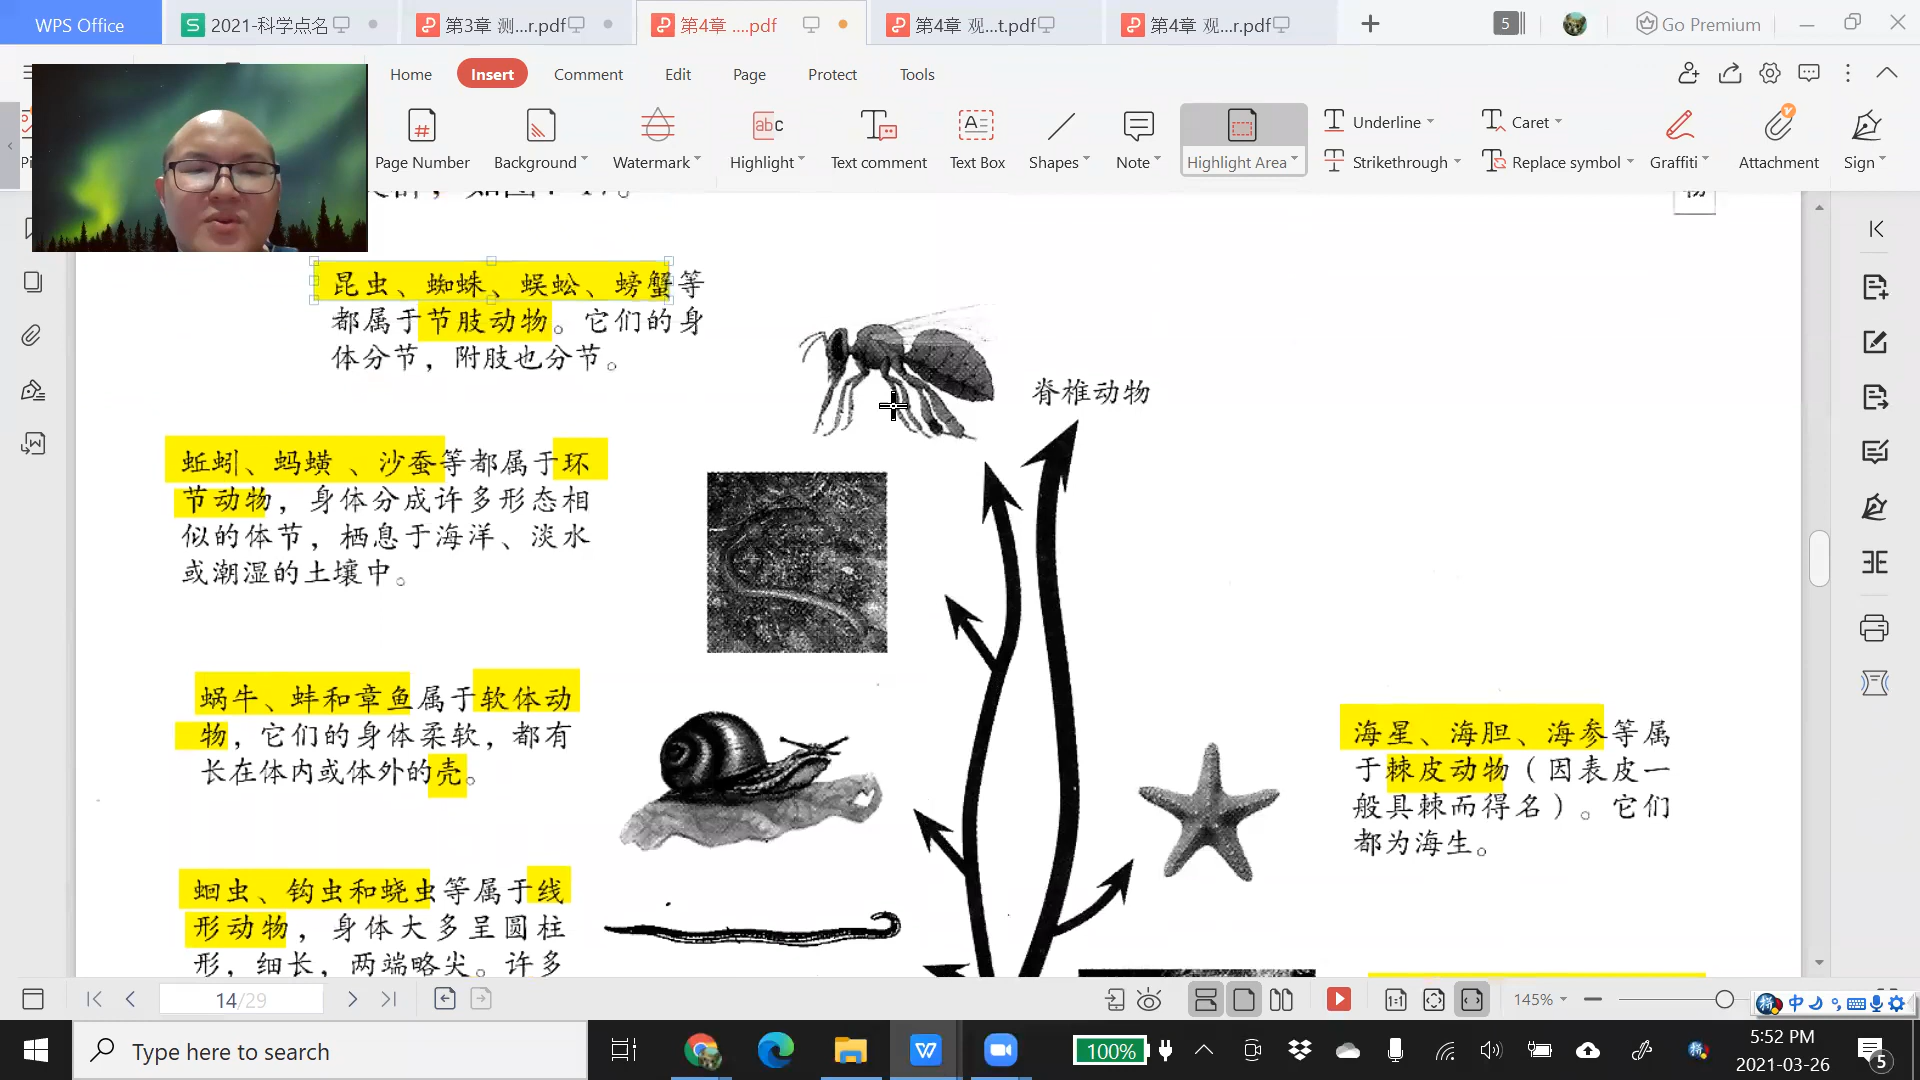 WPS Office
2021-科学点名
第3章 测...r.pdf
第4章 ....pdf
第4章 观...t.pdf
第4章 观...r.pdf
5
Go Premium
Home
Insert
Comment
Edit
Page
Protect
Tools
Page Number
Background
Watermark
Highlight
Text comment
Text Box
Shapes
Note
Highlight Area
Underline
Strikethrough
Caret
Replace symbol
Graffiti
Attachment
Sign
昆虫、蜘蛛、蜈蚣、螃蟹等
都属于节肢动物。它们的身
体分节，附肢也分节。
脊椎动物
蚯蚓、蚂蟥、沙蚕等都属于环
节动物，身体分成许多形态相
似的体节，栖息于海洋、淡水
或潮湿的土壤中。
蜗牛、蚌和章鱼属于软体动
物，它们的身体柔软，都有
长在体内或体外的壳。
海星、海胆、海参等属
于棘皮动物（因表皮一
般具棘而得名）。它们
都为海生。
蛔虫、钩虫和蛲虫等属于线
形动物，身体大多呈圆柱
形，细长，两端略尖。许多
14/29
145%
中
Type here to search
100%
5:52 PM
2021-03-26
5